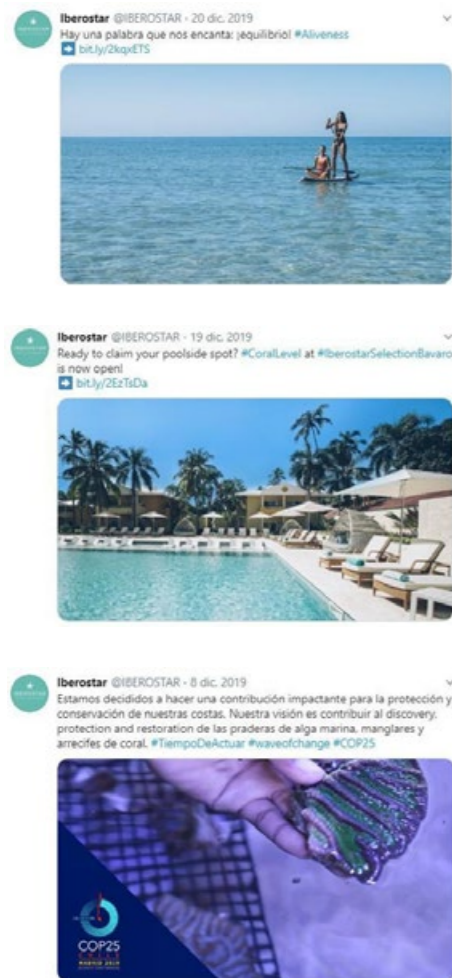 Iberostar @IBEROSTAR · 20 dic. 2019
Hay una palabra que nos encanta: ¡equilibrio! #Aliveness
bit.ly/2kqxETS
Iberostar @IBEROSTAR · 19 dic. 2019
Ready to claim your poolside spot? #CoralLevel at #IberostarSelectionBavaro
is now open!
bit.ly/2EzTsDa
Iberostar @IBEROSTAR · 8 dic. 2019
Estamos decididos a hacer una contribución impactante para la protección y
conservación de nuestras costas. Nuestra visión es contribuir al discovery,
protection and restoration de las praderas de alga marina, manglares y
arrecifes de coral. #TiempoDeActuar #waveofchange #COP25
COP25
CHILE
MADRID 2019